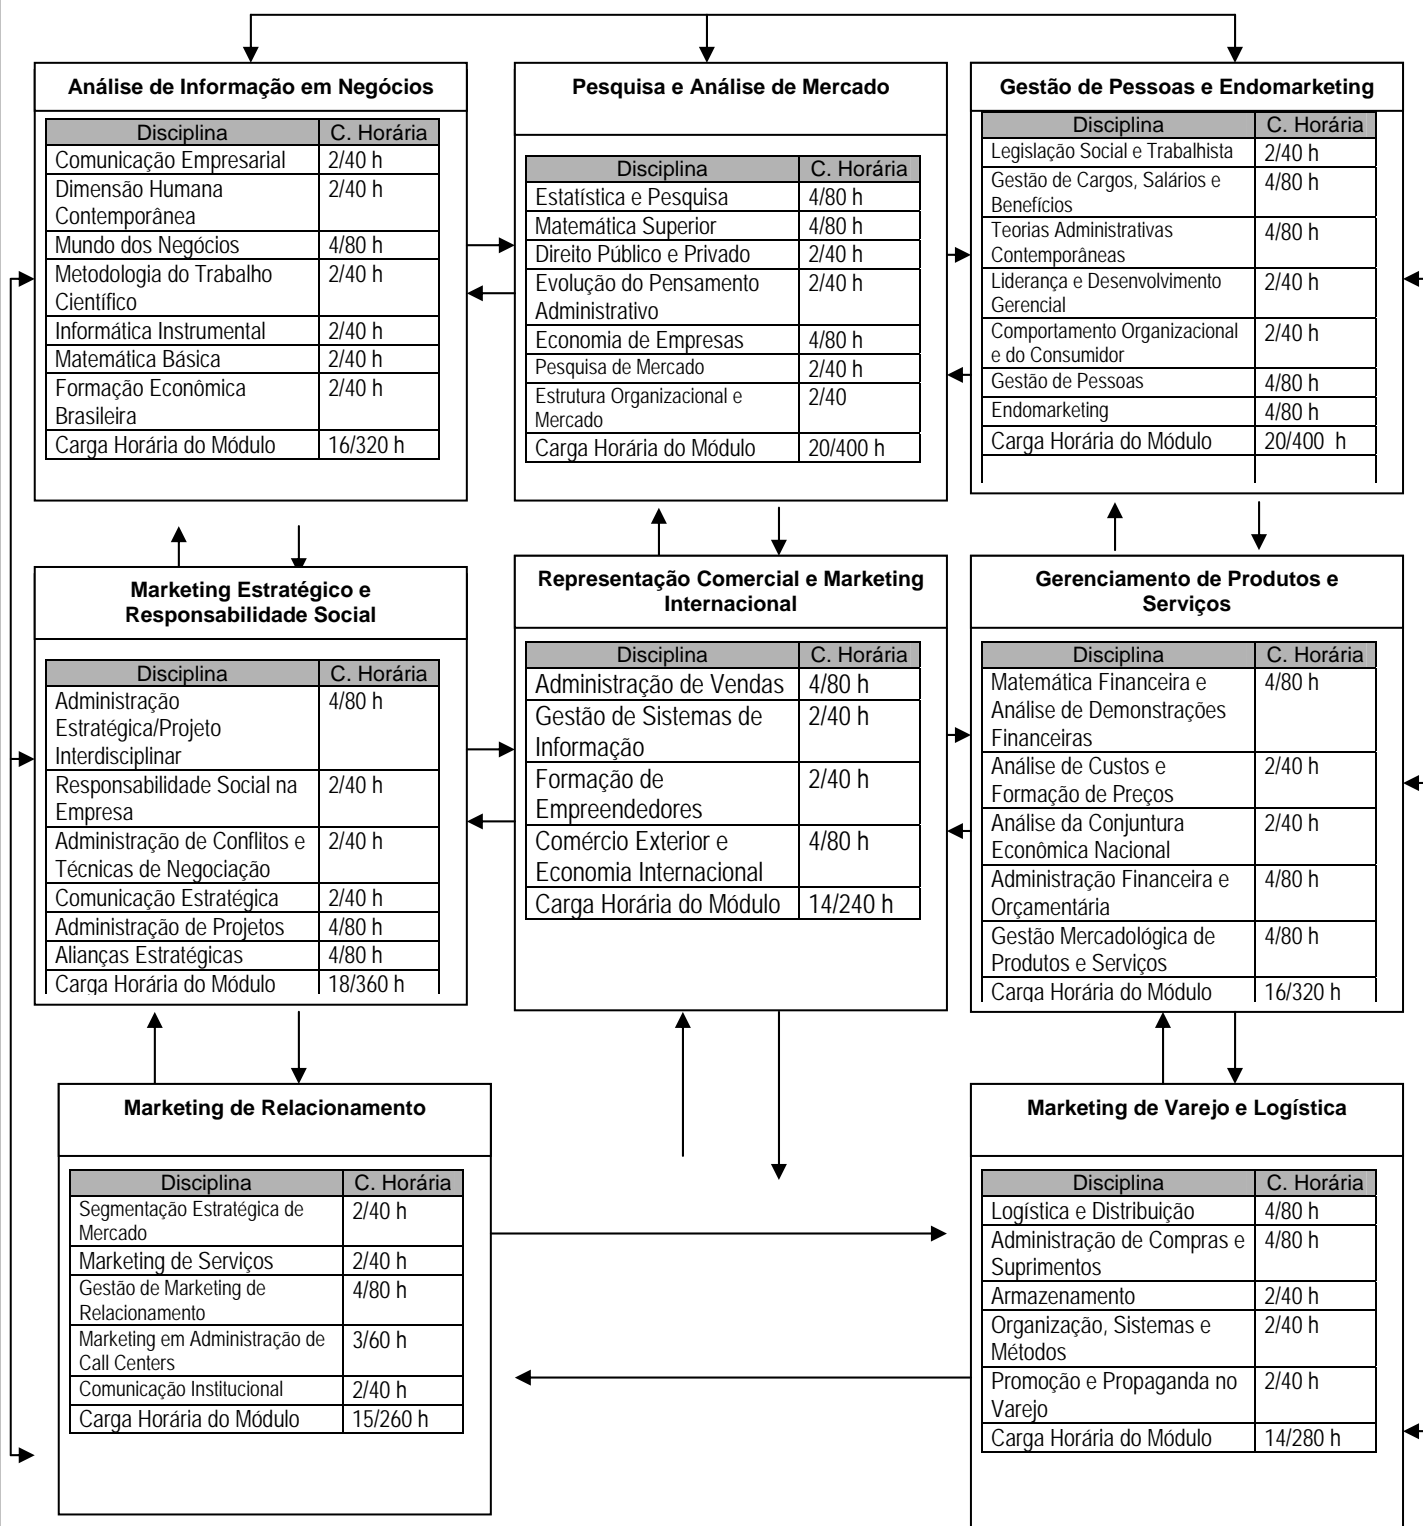 Análise de Informação em Negócios
Disciplina C. Horária
Comunicação Empresarial 2/40 h
Dimensão Humana 2/40 h
Contemporânea
Mundo dos Negócios 4/80 h
Metodologia do Trabalho 2/40 h
Científico
Informática Instrumental 2/40 h
Matemática Básica 2/40 h
Formação Econômica 2/40 h
Brasileira
Carga Horária do Módulo 16/320 h
Pesquisa e Análise de Mercado
Disciplina C. Horária
Estatística e Pesquisa 4/80 h
Matemática Superior 4/80 h
Direito Público e Privado 2/40 h
Evolução do Pensamento 2/40 h
Administrativo
Economia de Empresas 4/80 h
Pesquisa de Mercado 2/40 h
Estrutura Organizacional e 2/40
Mercado
Carga Horária do Módulo 20/400 h
Gestão de Pessoas e Endomarketing
Disciplina C. Horária
Legislação Social e Trabalhista 2/40 h
Gestão de Cargos, Salários e 4/80 h
Benefícios
Teorias Administrativas 4/80 h
Contemporâneas
Liderança e Desenvolvimento 2/40 h
Gerencial
Comportamento Organizacional 2/40 h
e do Consumidor
Gestão de Pessoas 4/80 h
Endomarketing 4/80 h
Carga Horária do Módulo 20/400 h
Marketing Estratégico e
Responsabilidade Social
Disciplina C. Horária
Administração 4/80 h
Estratégica/Projeto
Interdisciplinar
Responsabilidade Social na 2/40 h
Empresa
Administração de Conflitos e 2/40 h
Técnicas de Negociação
Comunicação Estratégica 2/40 h
Administração de Projetos 4/80 h
Alianças Estratégicas 4/80 h
Carga Horária do Módulo 18/360 h
Representação Comercial e Marketing
Internacional
Disciplina C. Horária
Administração de Vendas 4/80 h
Gestão de Sistemas de 2/40 h
Informação
Formação de 2/40 h
Empreendedores
Comércio Exterior e 4/80 h
Economia Internacional
Carga Horária do Módulo 14/240 h
Gerenciamento de Produtos e
Serviços
Disciplina C. Horária
Matemática Financeira e 4/80 h
Análise de Demonstrações
Financeiras
Análise de Custos e 2/40 h
Formação de Preços
Análise da Conjuntura 2/40 h
Econômica Nacional
Administração Financeira e 4/80 h
Orçamentária
Gestão Mercadológica de 4/80 h
Produtos e Serviços
Carga Horária do Módulo 16/320 h
Marketing de Relacionamento
Disciplina C. Horária
Segmentação Estratégica de 2/40 h
Mercado
Marketing de Serviços 2/40 h
Gestão de Marketing de 4/80 h
Relacionamento
Marketing em Administração de 3/60 h
Call Centers
Comunicação Institucional 2/40 h
Carga Horária do Módulo 15/260 h
Marketing de Varejo e Logística
Disciplina C. Horária
Logística e Distribuição 4/80 h
Administração de Compras e 4/80 h
Suprimentos
Armazenamento 2/40 h
Organização, Sistemas e 2/40 h
Métodos
Promoção e Propaganda no 2/40 h
Varejo
Carga Horária do Módulo 14/280 h